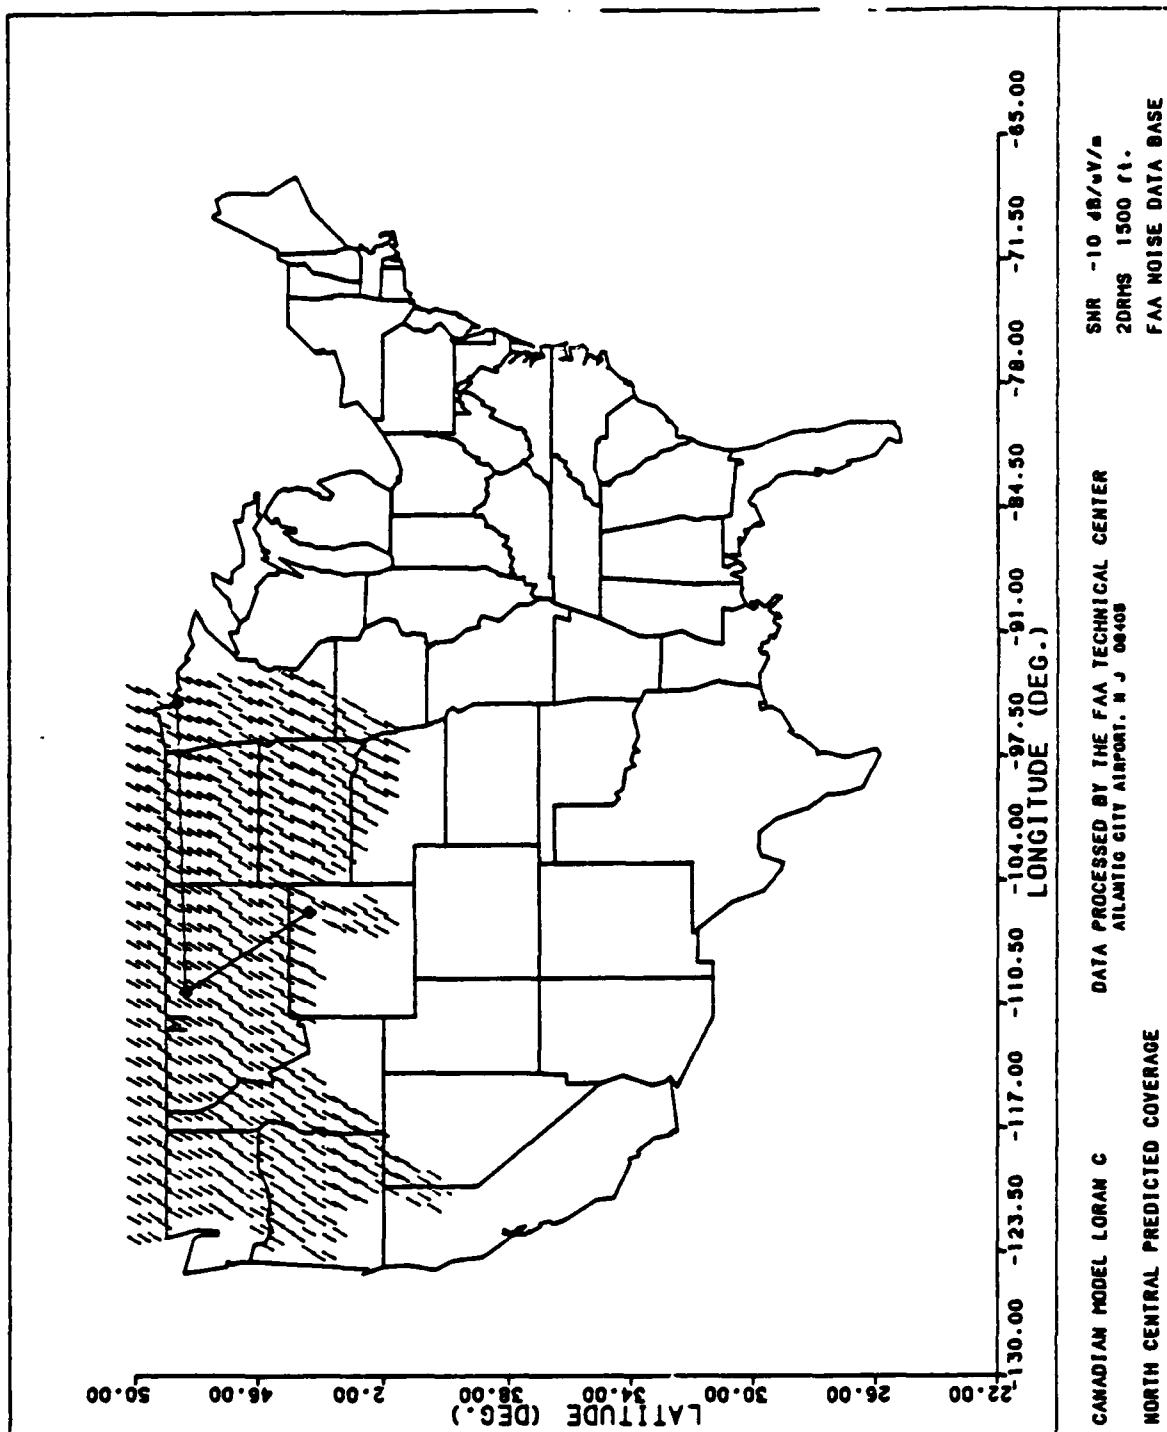 50.00
46.00
2.00
38.00
34.00
30.00
26.00
22.00
LATITUDE (DEG.)
-130.00
-123.50
-117.00
-110.50
-104.00
-97.50
-91.00
-84.50
-78.00
-71.50
-65.00
LONGITUDE (DEG.)
CANADIAN MODEL LORAN C
NORTH CENTRAL PREDICTED COVERAGE
DATA PROCESSED BY THE FAA TECHNICAL CENTER
ATLANTIC CITY AIRPORT. N J 08405
SNR -10 dB/uV/m
2DRMS 1500 ft.
FAA NOISE DATA BASE